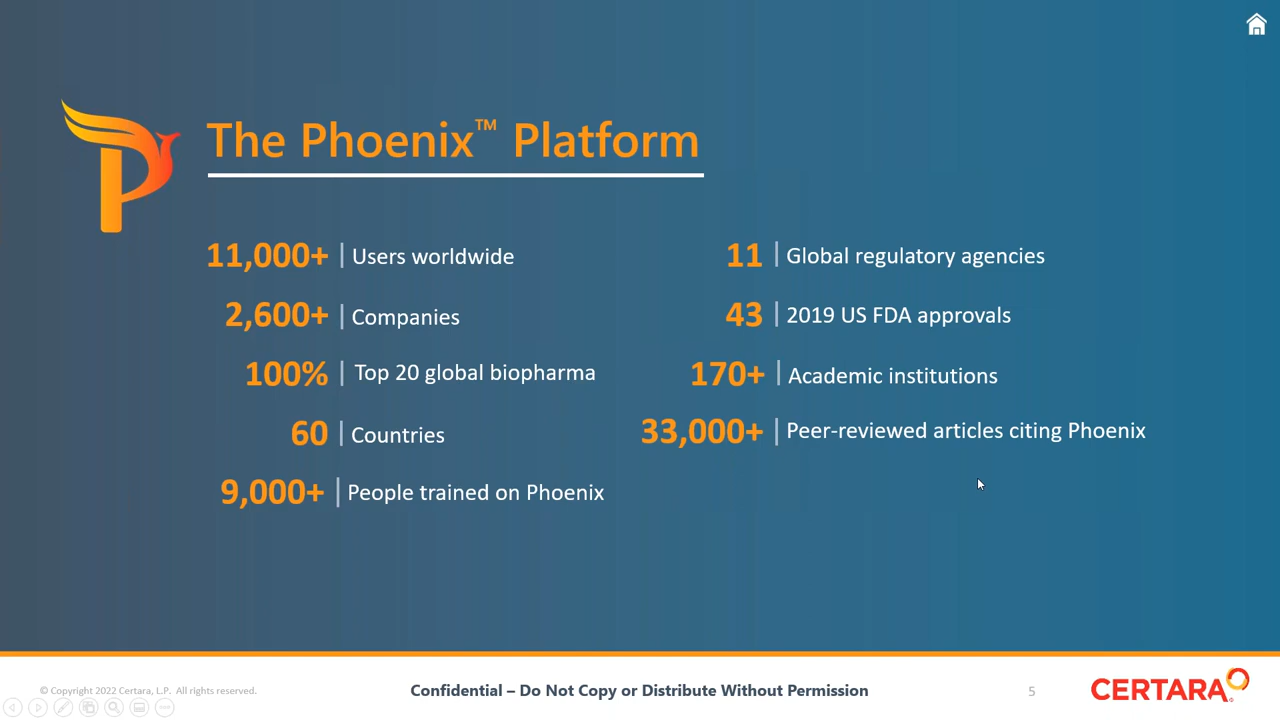 The Phoenix™ Platform
11,000+ | Users worldwide
2,600+ | Companies
100% | Top 20 global biopharma
60 | Countries
9,000+ | People trained on Phoenix
11 | Global regulatory agencies
43 | 2019 US FDA approvals
170+ | Academic institutions
33,000+ | Peer-reviewed articles citing Phoenix
© Copyright 2022 Certara, L.P. All rights reserved.
Confidential – Do Not Copy or Distribute Without Permission
5
CERTARA